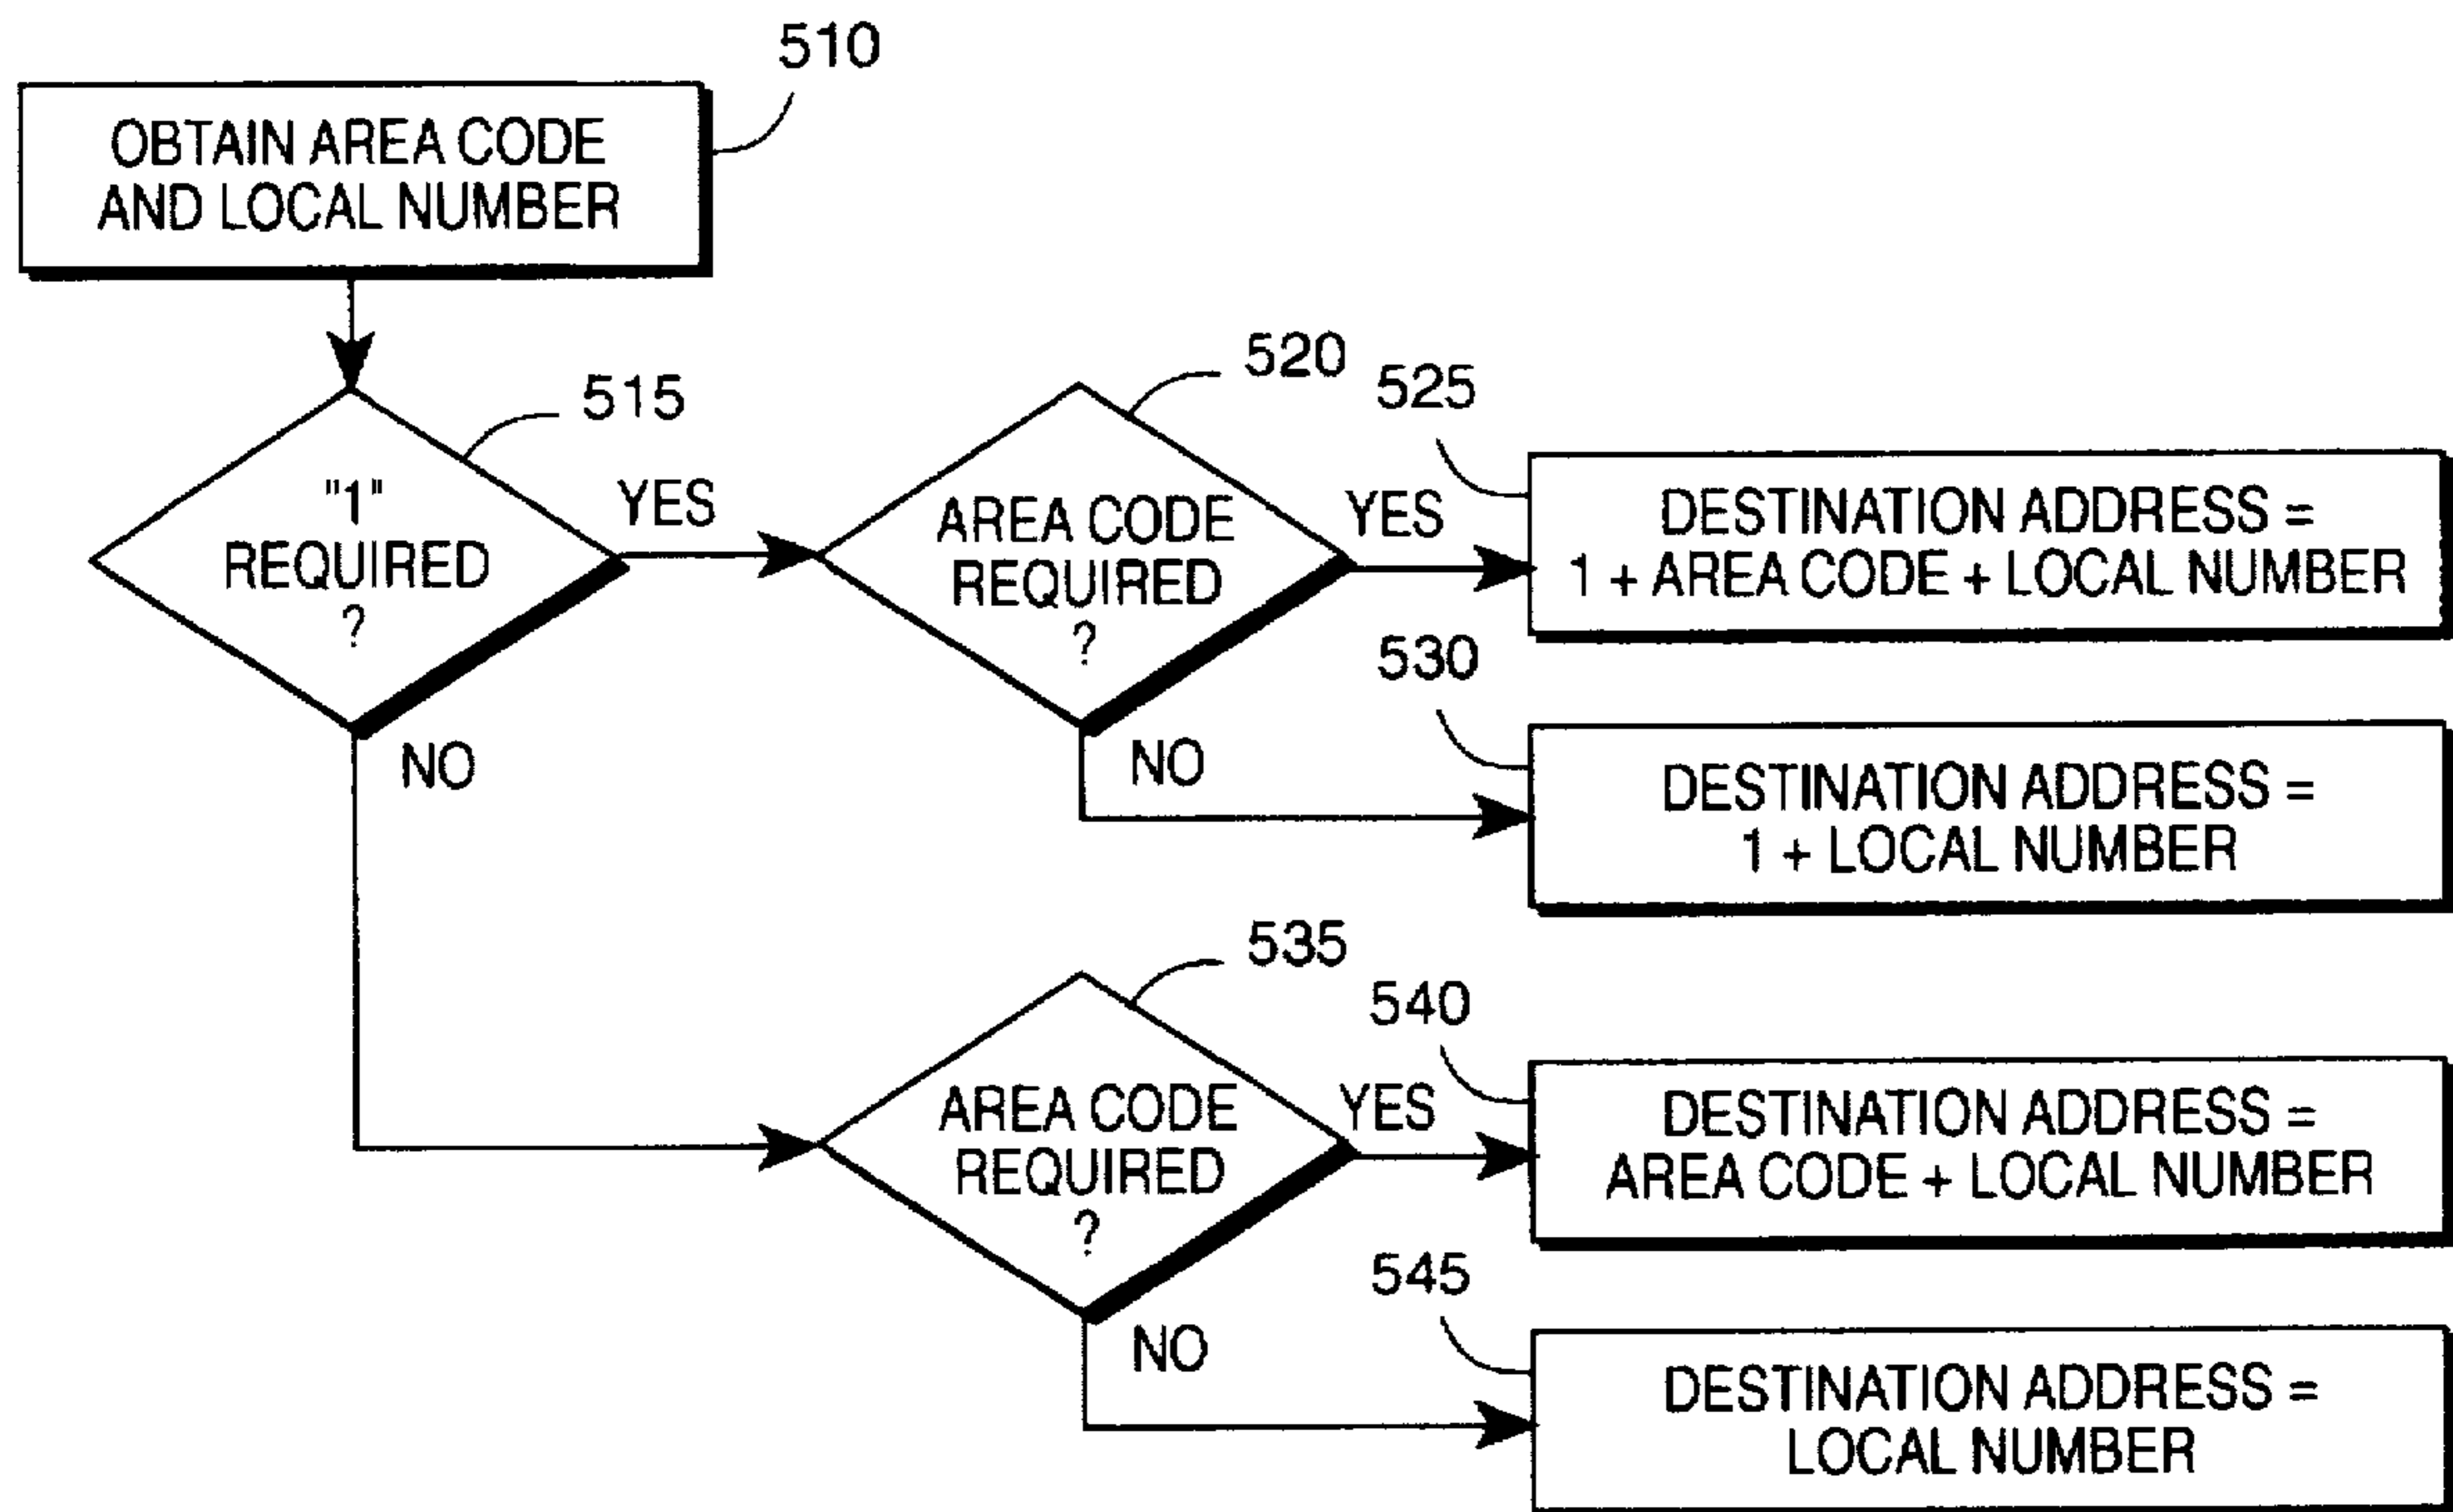 510
OBTAIN AREA CODE
AND LOCAL NUMBER
515
"1"
REQUIRED
?
YES
NO
520
AREA CODE
REQUIRED
?
YES
NO
525
DESTINATION ADDRESS =
1 + AREA CODE + LOCAL NUMBER
530
DESTINATION ADDRESS =
1 + LOCAL NUMBER
535
AREA CODE
REQUIRED
?
YES
NO
540
DESTINATION ADDRESS =
AREA CODE + LOCAL NUMBER
545
DESTINATION ADDRESS =
LOCAL NUMBER